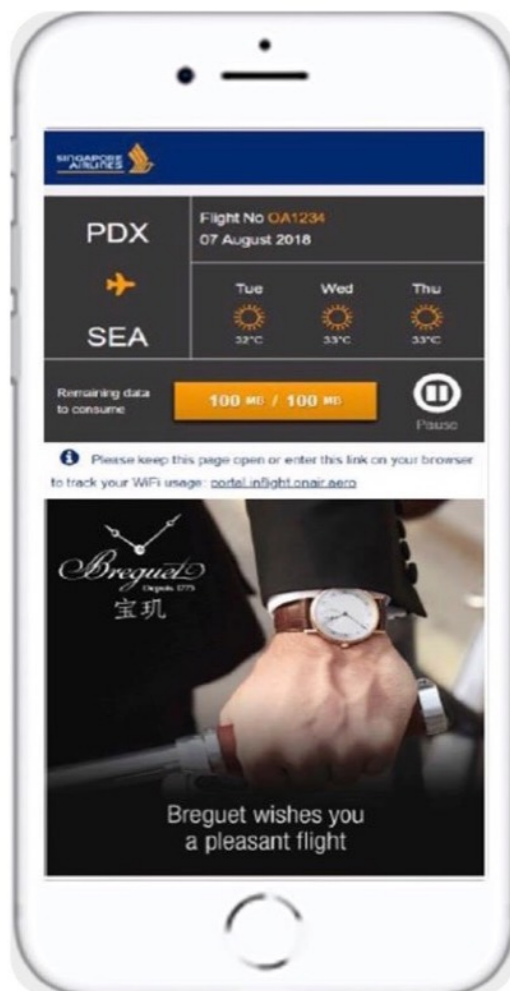 SINGAPORE
AIRLINES
PDX
SEA
Flight No OA1234
07 August 2018
Tue Wed Thu
32°C 33°C 33°C
Remaining data
to consume
100 MB / 100 MB
Pause
Please keep this page open or enter this link on your browser
to track your WiFi usage: portal.inflight.onair.aero
Breguet
Depuis 1775
宝玑
Breguet wishes you
a pleasant flight